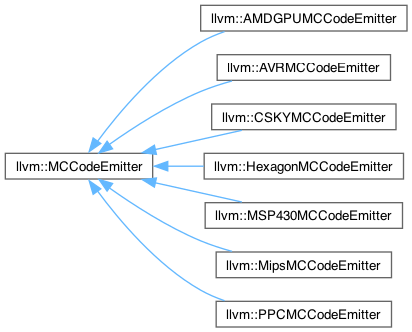 llvm::AMDGPUMCCodeEmitter
llvm::AVRMCCodeEmitter
llvm::CSKYMCCodeEmitter
llvm::MCCodeEmitter
llvm::HexagonMCCodeEmitter
llvm::MSP430MCCodeEmitter
llvm::MipsMCCodeEmitter
llvm::PPCMCCodeEmitter